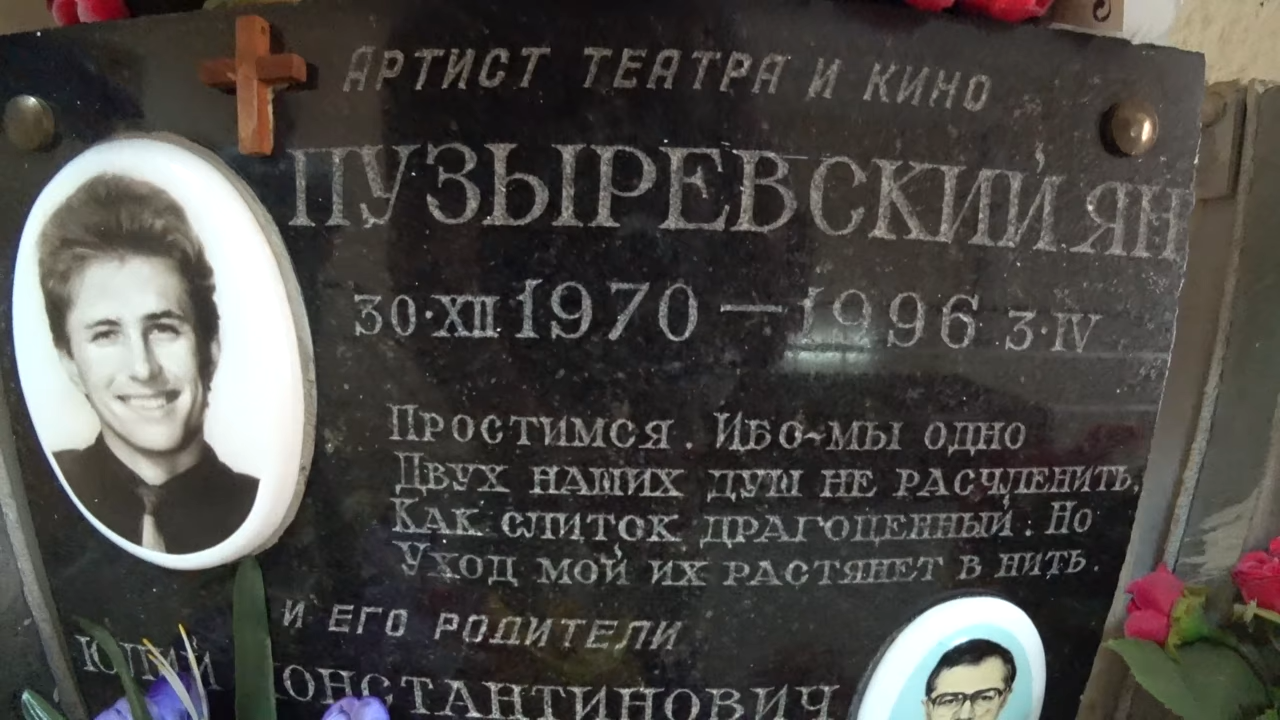 АРТИСТ ТЕАТРА И КИНО
ПУЗЫРЕВСКИЙ ЯН
30·XII 1970 — 1996 3·IV
Простимся. Ибо~мы одно
Двух наших душ не расчленить,
Как слиток драгоценный. Но
Уход мой их растянет в нить.
И ЕГО РОДИТЕЛИ
ЮЛИЙ КОНСТАНТИНОВИЧ